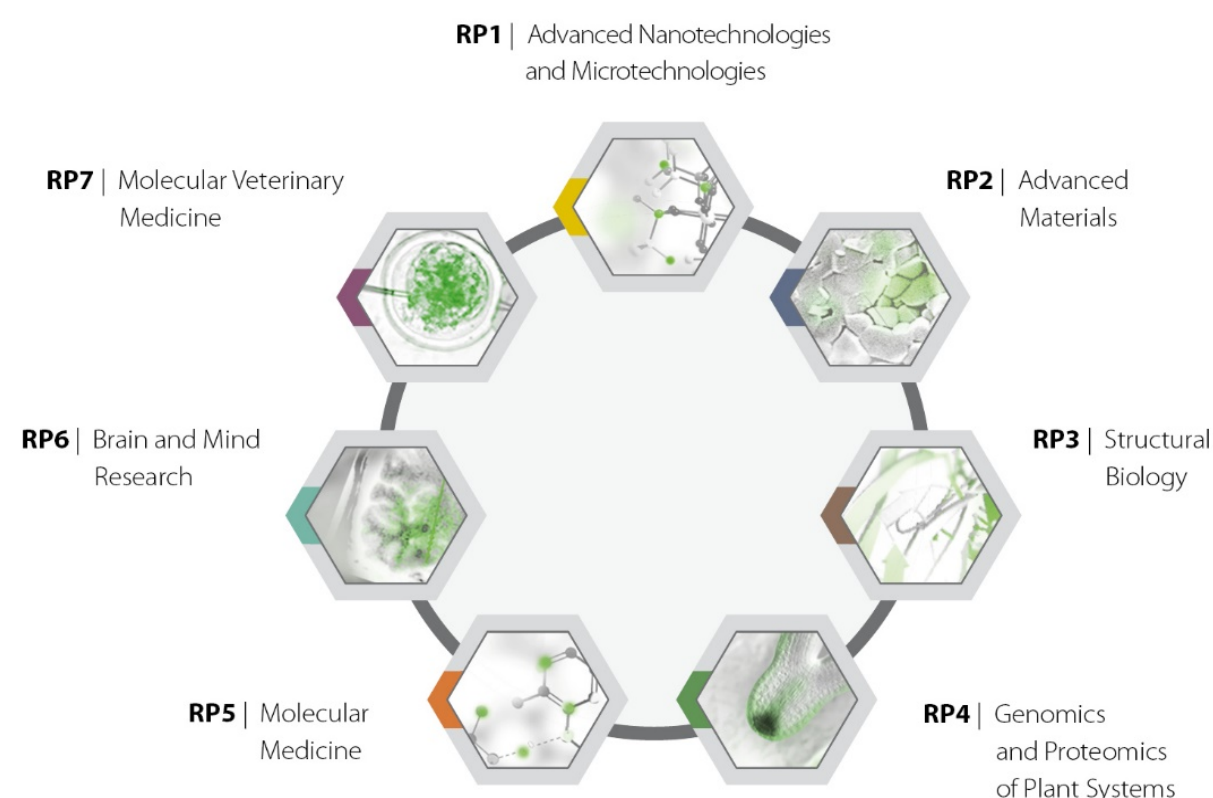 RP1 | Advanced Nanotechnologies
and Microtechnologies
RP7 | Molecular Veterinary
Medicine
RP2 | Advanced
Materials
RP6 | Brain and Mind
Research
RP3 | Structural
Biology
RP5 | Molecular
Medicine
RP4 | Genomics
and Proteomics
of Plant Systems